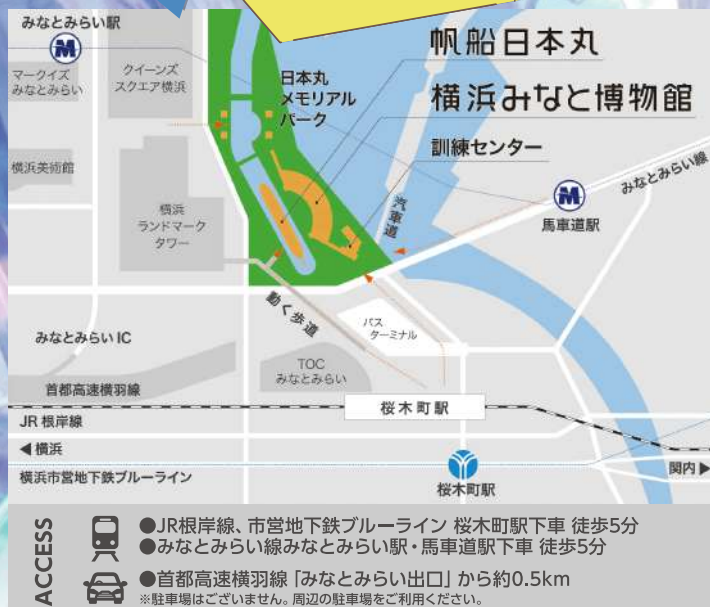 みなとみらい駅
M
マークイズ
みなとみらい
クイーンズ
スクエア横浜
日本丸
メモリアル
パーク
帆船日本丸
横浜みなと博物館
訓練センター
横浜美術館
横浜
ランドマーク
タワー
汽車道
M
馬車道駅
みなとみらい線
動く歩道
バス
ターミナル
みなとみらいIC
TOC
みなとみらい
首都高速横羽線
桜木町駅
JR根岸線
◀横浜
横浜市営地下鉄ブルーライン
桜木町駅
関内▶
ACCESS
●JR根岸線、市営地下鉄ブルーライン 桜木町駅下車 徒歩5分
●みなとみらい線みなとみらい駅・馬車道駅下車 徒歩5分
●首都高速横羽線「みなとみらい出口」から約0.5km
※駐車場はございません。周辺の駐車場をご利用ください。